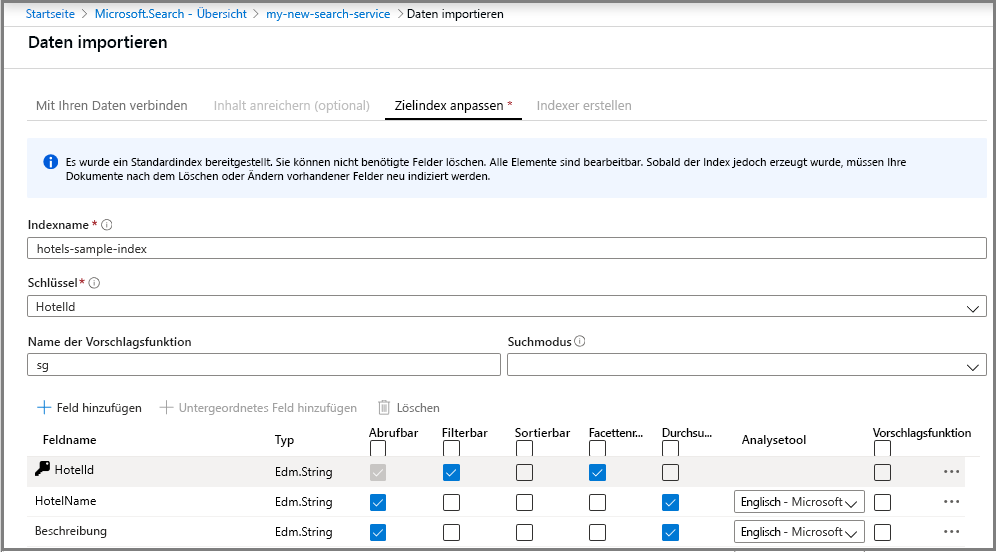 Startseite > Microsoft.Search - Übersicht > my-new-search-service > Daten importieren
Daten importieren
Mit Ihren Daten verbinden Inhalt anreichern (optional) Zielindex anpassen * Indexer erstellen
Es wurde ein Standardindex bereitgestellt. Sie können nicht benötigte Felder löschen. Alle Elemente sind bearbeitbar. Sobald der Index jedoch erzeugt wurde, müssen Ihre
Dokumente nach dem Löschen oder Ändern vorhandener Felder neu indiziert werden.
Indexname *
hotels-sample-index
Schlüssel*
HotelId
Name der Vorschlagsfunktion Suchmodus
sg
Feld hinzufügen Untergeordnetes Feld hinzufügen Löschen
Feldname Typ Abrufbar Filterbar Sortierbar Facettenr... Durchsu... Analysetool Vorschlagsfunktion
HotelId Edm.String
HotelName Edm.String Englisch - Microsoft
Beschreibung Edm.String Englisch - Microsoft